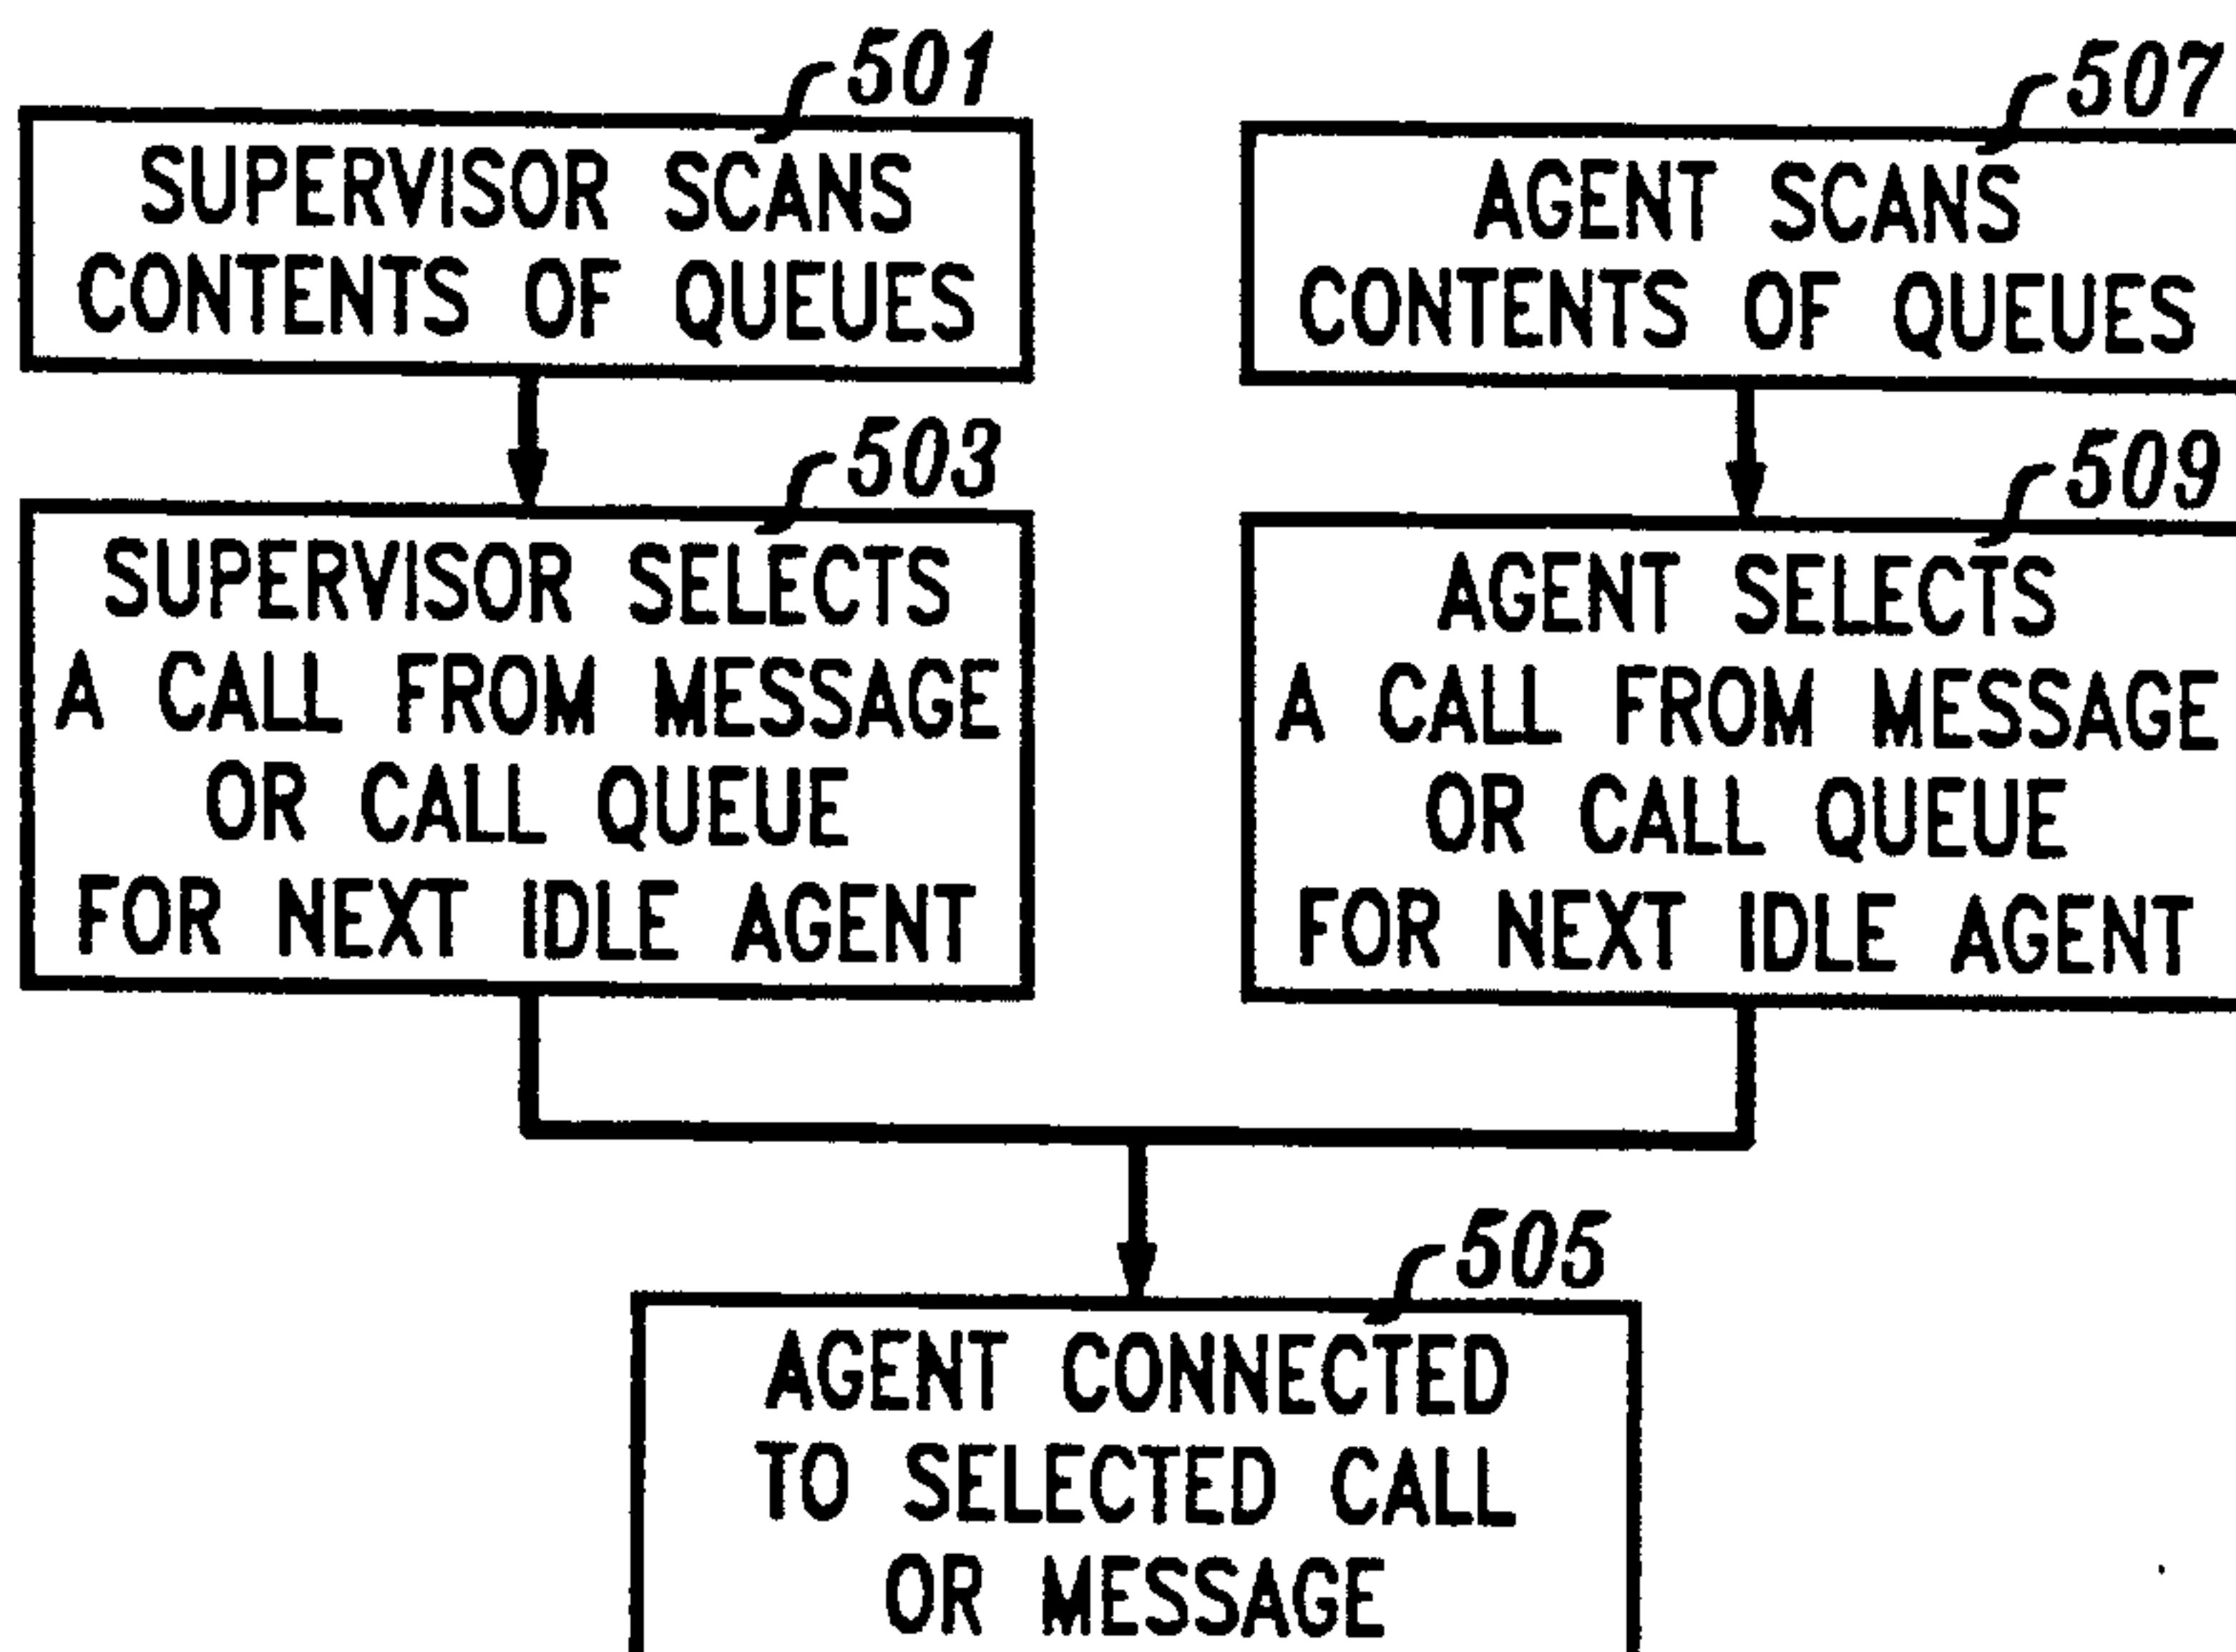 501
SUPERVISOR SCANS
CONTENTS OF QUEUES
503
SUPERVISOR SELECTS
A CALL FROM MESSAGE
OR CALL QUEUE
FOR NEXT IDLE AGENT
507
AGENT SCANS
CONTENTS OF QUEUES
509
AGENT SELECTS
A CALL FROM MESSAGE
OR CALL QUEUE
FOR NEXT IDLE AGENT
505
AGENT CONNECTED
TO SELECTED CALL
OR MESSAGE